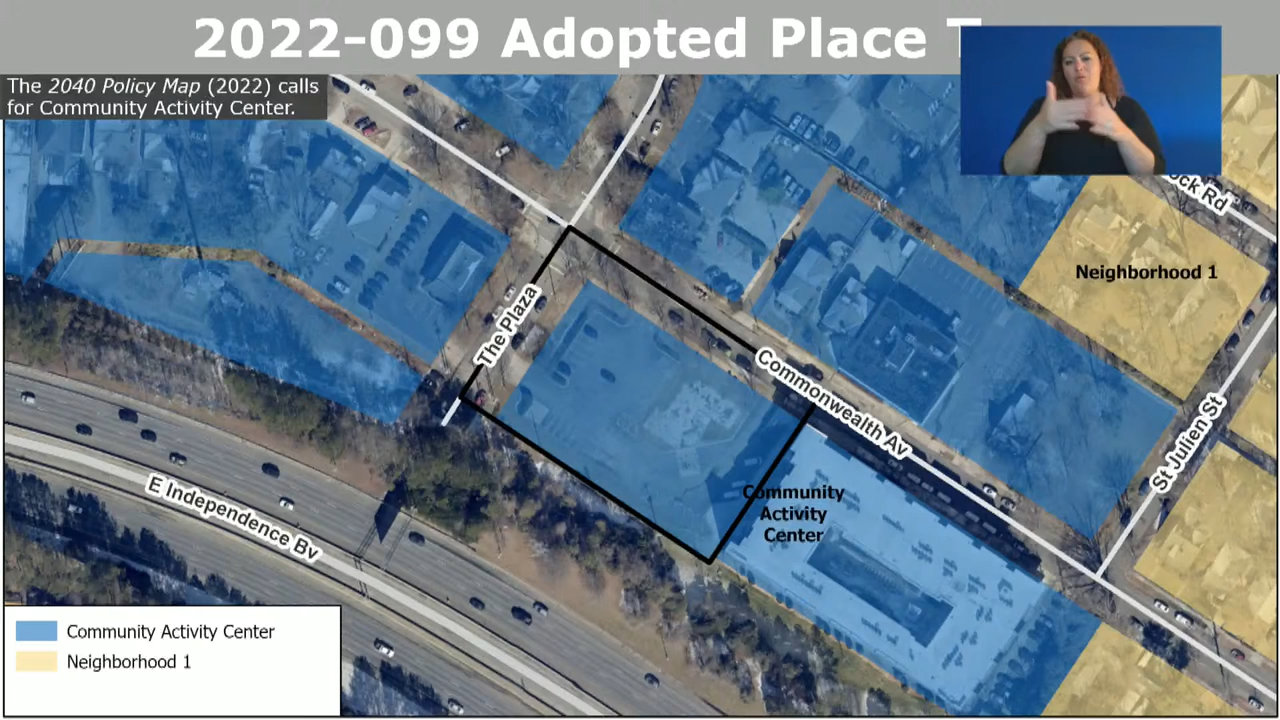 2022-099 Adopted Place
The 2040 Policy Map (2022) calls
for Community Activity Center.
Rd
Neighborhood 1
The Plaza
Commonwealth Av
St Julien St
Community
Activity
Center
E Independence Bv
Community Activity Center
Neighborhood 1